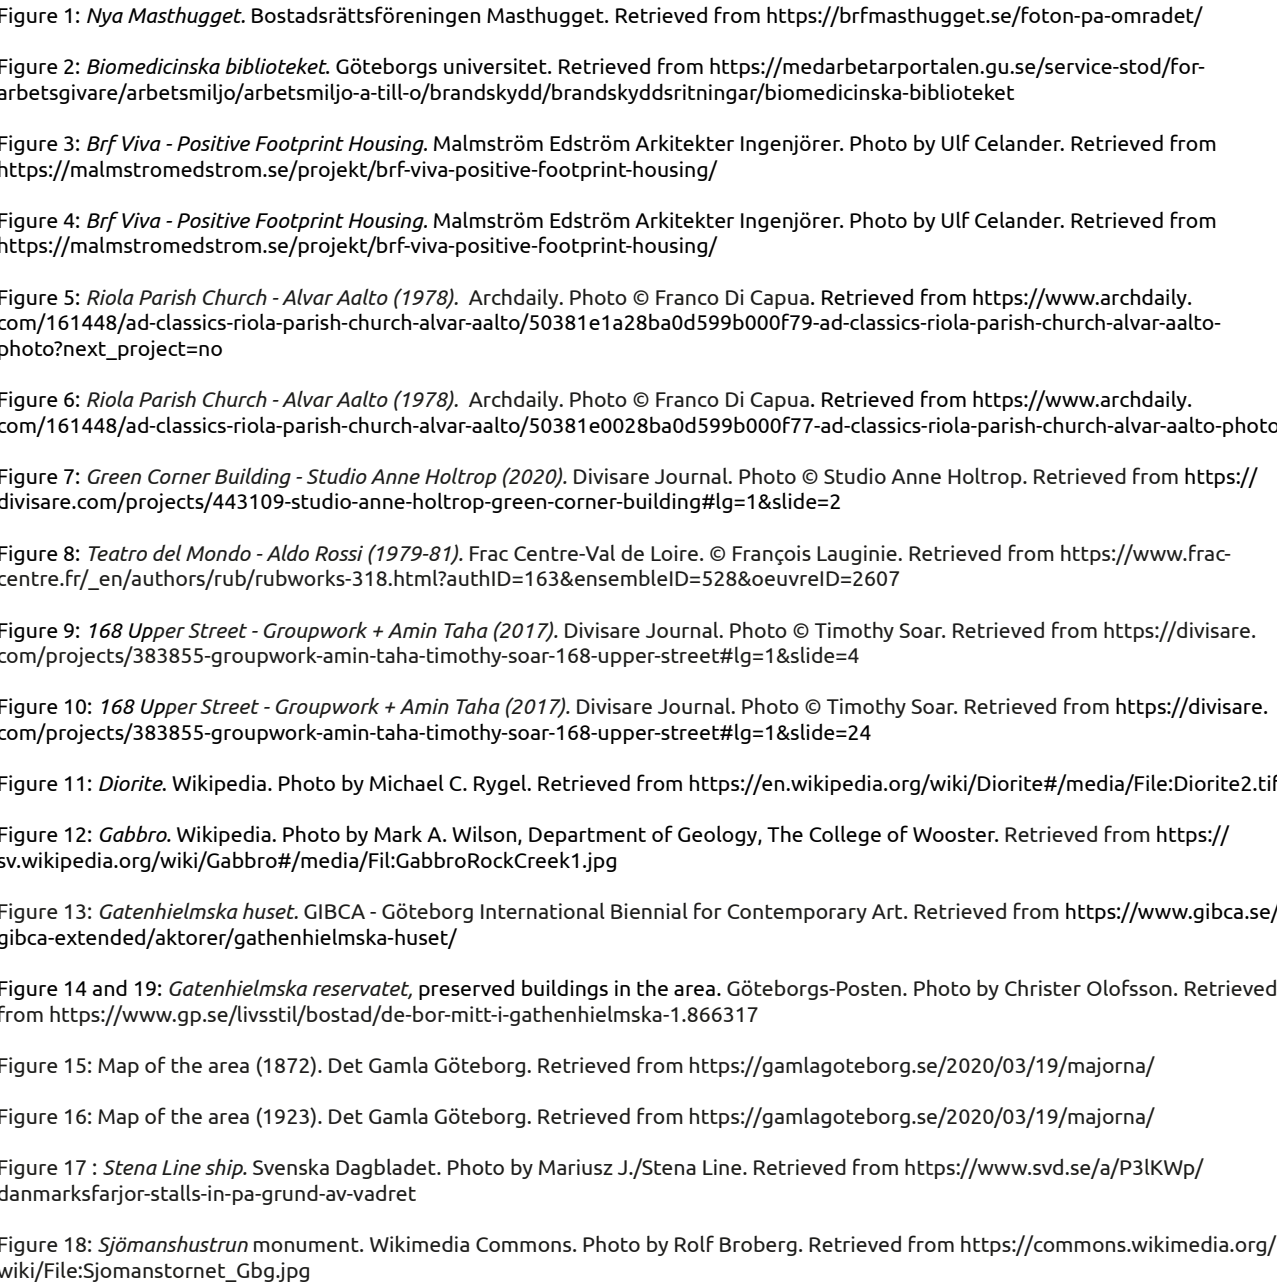 Figure 1: Nya Masthugget. Bostadsrättsföreningen Masthugget. Retrieved from https://brfmasthugget.se/foton-pa-omradet/
Figure 2: Biomedicinska biblioteket. Göteborgs universitet. Retrieved from https://medarbetarportalen.gu.se/service-stod/for-
arbetsgivare/arbetsmiljo/arbetsmiljo-a-till-o/brandskydd/brandskyddsritningar/biomedicinska-biblioteket
Figure 3: Brf Viva - Positive Footprint Housing. Malmström Edström Arkitekter Ingenjörer. Photo by Ulf Celander. Retrieved from
https://malmstromedstrom.se/projekt/brf-viva-positive-footprint-housing/
Figure 4: Brf Viva - Positive Footprint Housing. Malmström Edström Arkitekter Ingenjörer. Photo by Ulf Celander. Retrieved from
https://malmstromedstrom.se/projekt/brf-viva-positive-footprint-housing/
Figure 5: Riola Parish Church - Alvar Aalto (1978). Archdaily. Photo © Franco Di Capua. Retrieved from https://www.archdaily.
com/161448/ad-classics-riola-parish-church-alvar-aalto/50381e1a28ba0d599b000f79-ad-classics-riola-parish-church-alvar-aalto-
photo?next_project=no
Figure 6: Riola Parish Church - Alvar Aalto (1978). Archdaily. Photo © Franco Di Capua. Retrieved from https://www.archdaily.
com/161448/ad-classics-riola-parish-church-alvar-aalto/50381e0028ba0d599b000f77-ad-classics-riola-parish-church-alvar-aalto-photo
Figure 7: Green Corner Building - Studio Anne Holtrop (2020). Divisare Journal. Photo © Studio Anne Holtrop. Retrieved from https://
divisare.com/projects/443109-studio-anne-holtrop-green-corner-building#lg=1&slide=2
Figure 8: Teatro del Mondo - Aldo Rossi (1979-81). Frac Centre-Val de Loire. © François Lauginie. Retrieved from https://www.frac-
centre.fr/_en/authors/rub/rubworks-318.html?authID=163&ensembleID=528&oeuvreID=2607
Figure 9: 168 Upper Street - Groupwork + Amin Taha (2017). Divisare Journal. Photo © Timothy Soar. Retrieved from https://divisare.
com/projects/383855-groupwork-amin-taha-timothy-soar-168-upper-street#lg=1&slide=4
Figure 10: 168 Upper Street - Groupwork + Amin Taha (2017). Divisare Journal. Photo © Timothy Soar. Retrieved from https://divisare.
com/projects/383855-groupwork-amin-taha-timothy-soar-168-upper-street#lg=1&slide=24
Figure 11: Diorite. Wikipedia. Photo by Michael C. Rygel. Retrieved from https://en.wikipedia.org/wiki/Diorite#/media/File:Diorite2.tif
Figure 12: Gabbro. Wikipedia. Photo by Mark A. Wilson, Department of Geology, The College of Wooster. Retrieved from https://
sv.wikipedia.org/wiki/Gabbro#/media/Fil:GabbroRockCreek1.jpg
Figure 13: Gatenhielmska huset. GIBCA - Göteborg International Biennial for Contemporary Art. Retrieved from https://www.gibca.se/
gibca-extended/aktorer/gathenhielmska-huset/
Figure 14 and 19: Gatenhielmska reservatet, preserved buildings in the area. Göteborgs-Posten. Photo by Christer Olofsson. Retrieved
from https://www.gp.se/livsstil/bostad/de-bor-mitt-i-gathenhielmska-1.866317
Figure 15: Map of the area (1872). Det Gamla Göteborg. Retrieved from https://gamlagoteborg.se/2020/03/19/majorna/
Figure 16: Map of the area (1923). Det Gamla Göteborg. Retrieved from https://gamlagoteborg.se/2020/03/19/majorna/
Figure 17 : Stena Line ship. Svenska Dagbladet. Photo by Mariusz J./Stena Line. Retrieved from https://www.svd.se/a/P3lKWp/
danmarksfarjor-stalls-in-pa-grund-av-vadret
Figure 18: Sjömanshustrun monument. Wikimedia Commons. Photo by Rolf Broberg. Retrieved from https://commons.wikimedia.org/
wiki/File:Sjomanstornet_Gbg.jpg